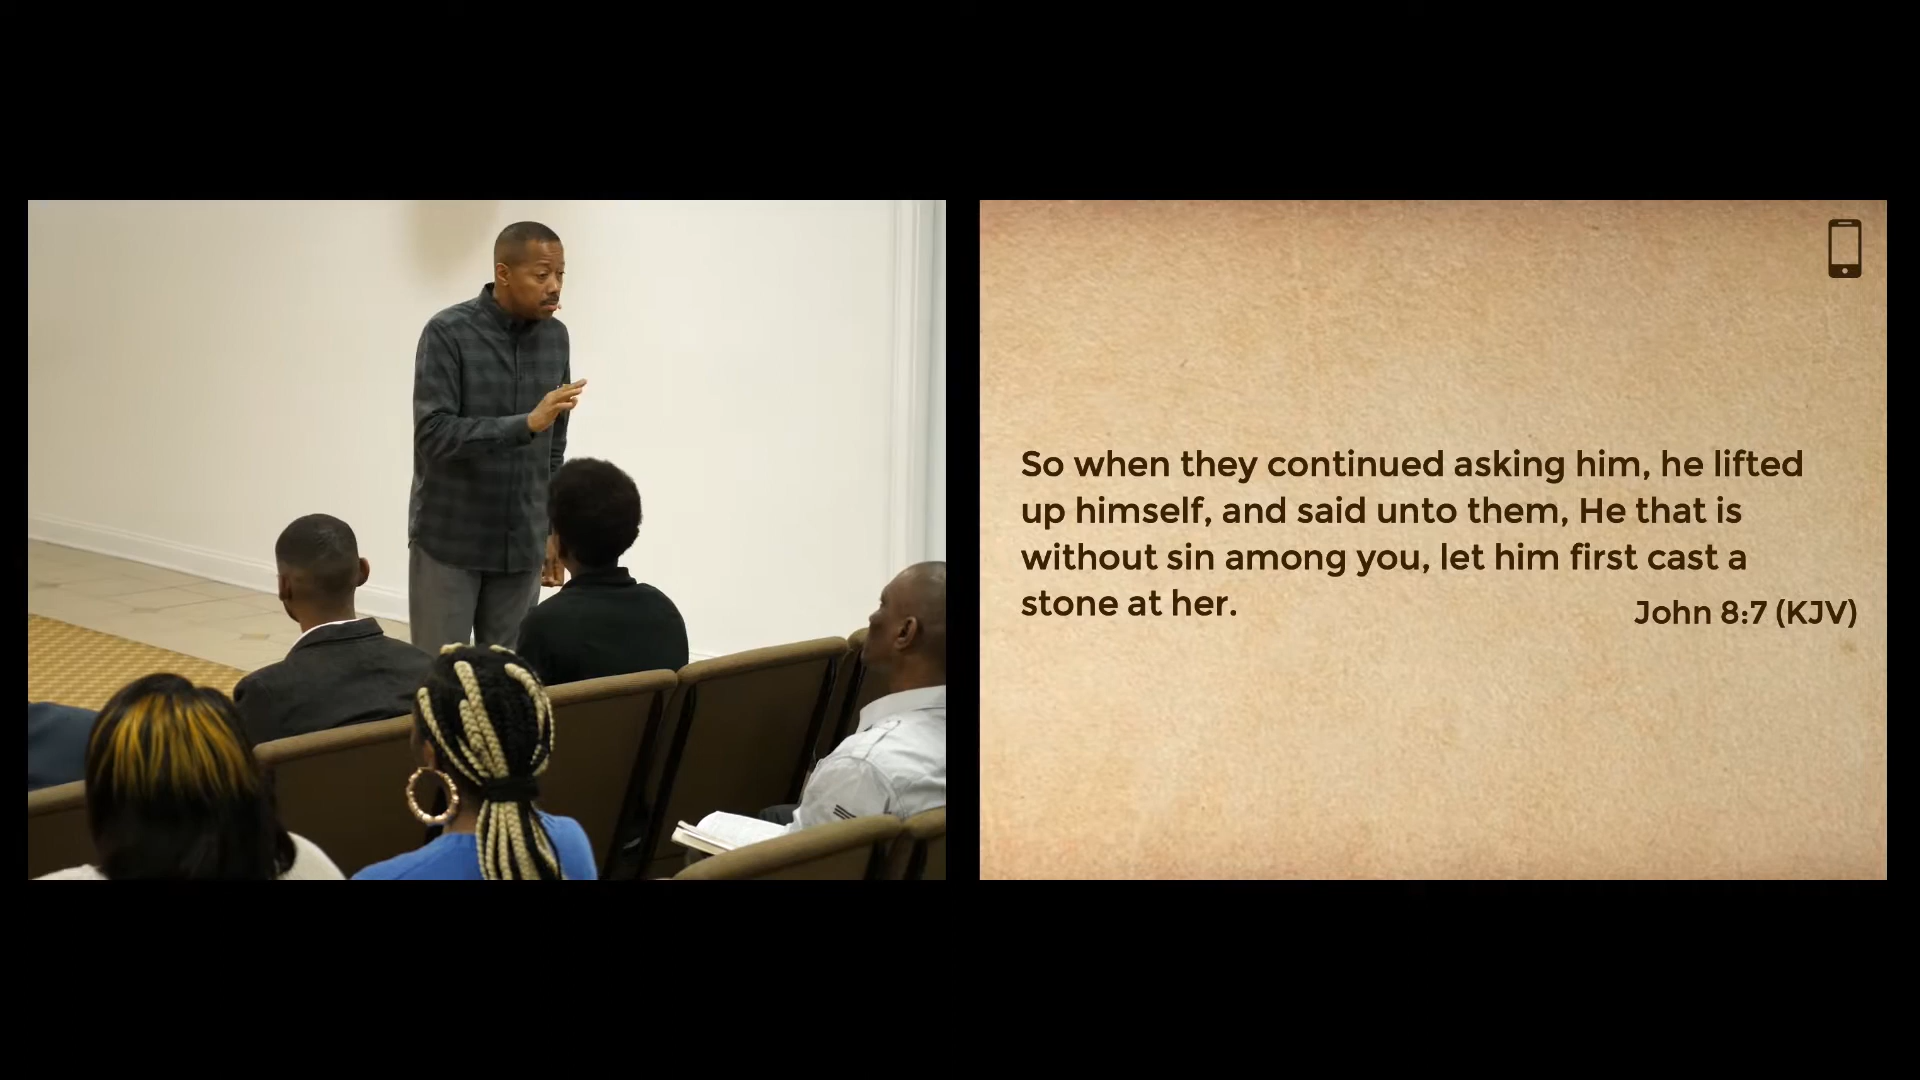 So when they continued asking him, he lifted
up himself, and said unto them, He that is
without sin among you, let him first cast a
stone at her.
John 8:7 (KJV)